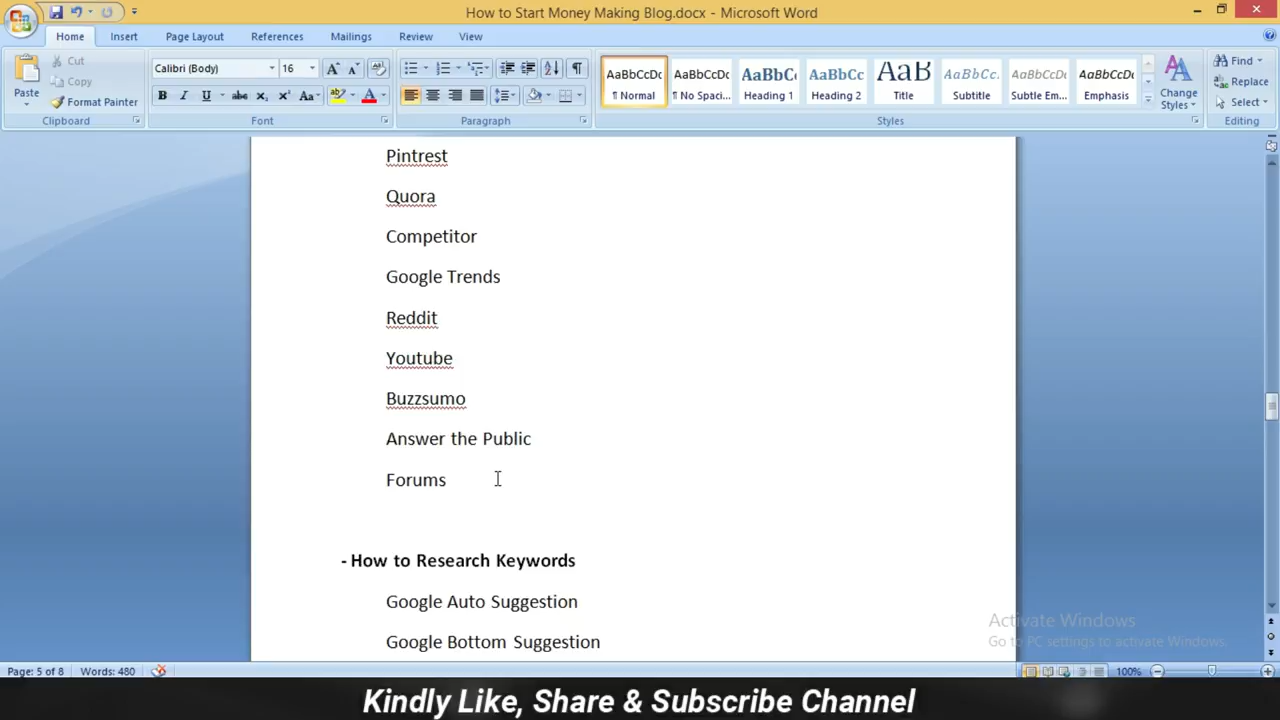 How to Start Money Making Blog.docx - Microsoft Word
Home Insert Page Layout References Mailings Review View
Paste
Cut
Copy
Format Painter
Clipboard
Calibri (Body) 16
Font
Paragraph
AaBbCcDc AaBbCcDc AaBbCc AaBbCc AaB AaBbCc. AaBbCcDc AaBbCcDc
¶ Normal ¶ No Spaci... Heading 1 Heading 2 Title Subtitle Subtle Em... Emphasis
Change Styles
Styles
Find
Replace
Select
Editing
Pintrest
Quora
Competitor
Google Trends
Reddit
Youtube
Buzzsumo
Answer the Public
Forums
- How to Research Keywords
Google Auto Suggestion
Google Bottom Suggestion
Activate Windows
Go to PC settings to activate Windows.
Page: 5 of 8 Words: 480 100%
Kindly Like, Share & Subscribe Channel